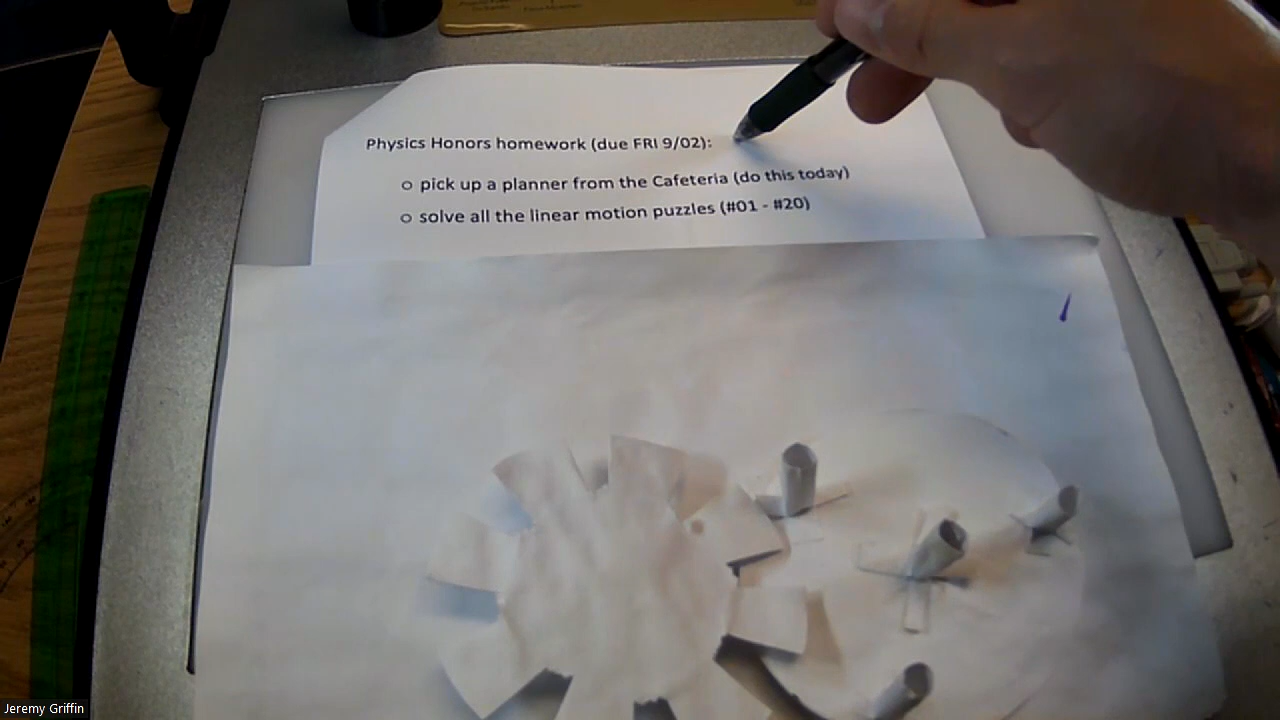 Physics Honors homework (due FRI 9/02):
o pick up a planner from the Cafeteria (do this today)
o solve all the linear motion puzzles (#01 - #20)
Jeremy Griffin